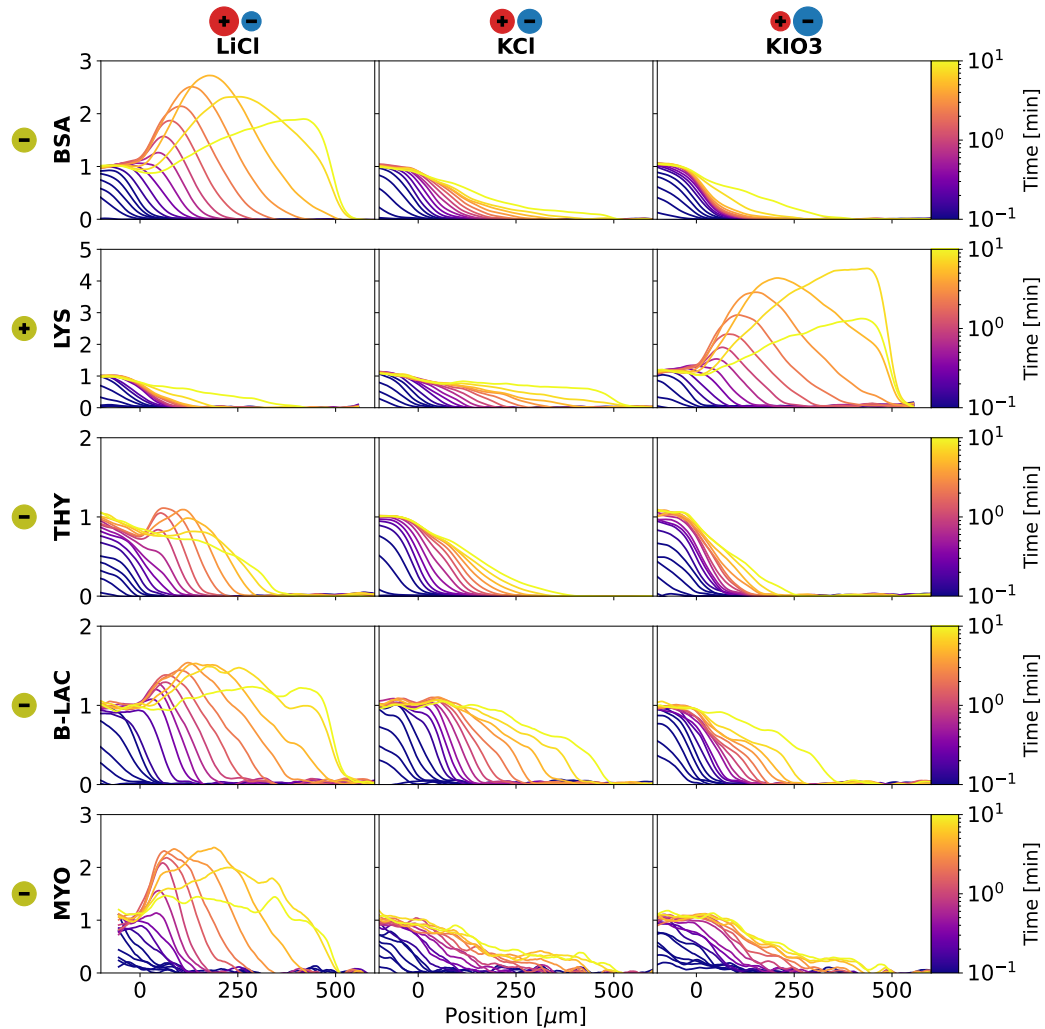 + − + − + −
LiCl KCl KIO3
− BSA
3
2
1
0
10¹
10⁰
10⁻¹
Time [min]
+ LYS
5
4
3
2
1
0
10¹
10⁰
10⁻¹
Time [min]
− THY
2
1
0
10¹
10⁰
10⁻¹
Time [min]
− B-LAC
2
1
0
10¹
10⁰
10⁻¹
Time [min]
− MYO
3
2
1
0
10¹
10⁰
10⁻¹
Time [min]
0 250 500 0 250 500 0 250 500
Position [μm]